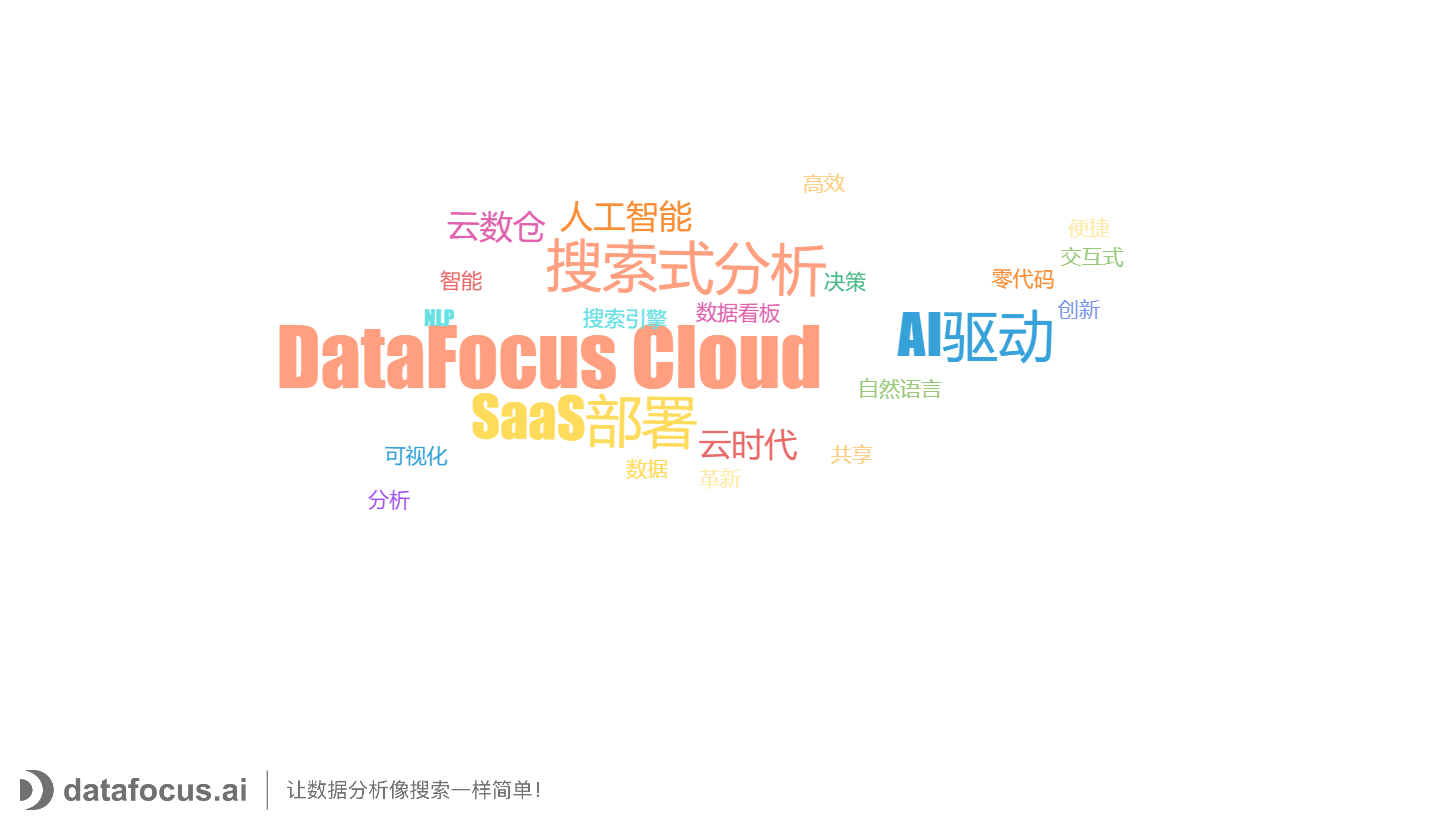 高效
云数仓
人工智能
便捷
交互式
搜索式分析
智能
决策
零代码
NLP
搜索引擎
数据看板
创新
DataFocus Cloud
AI驱动
自然语言
SaaS部署
云时代
可视化
数据
共享
革新
分析
datafocus.ai
让数据分析像搜索一样简单!